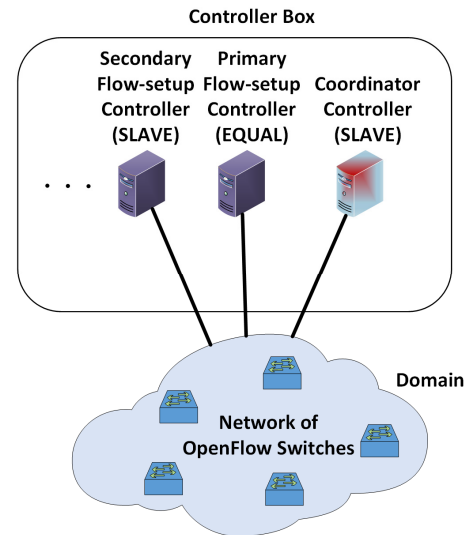 Controller Box
Secondary
Flow-setup
Controller
(SLAVE)
Primary
Flow-setup
Controller
(EQUAL)
Coordinator
Controller
(SLAVE)
. . .
Domain
Network of
OpenFlow Switches